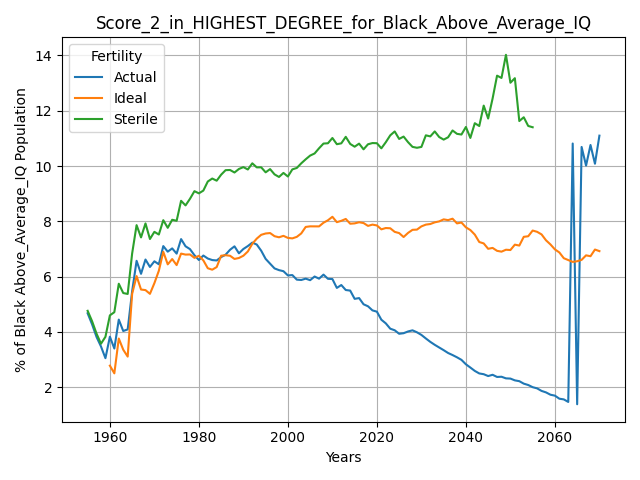 Score_2_in_HIGHEST_DEGREE_for_Black_Above_Average_IQ
Fertility
Actual
Ideal
Sterile
% of Black Above_Average_IQ Population
14
12
10
8
6
4
2
1960
1980
2000
2020
2040
2060
Years